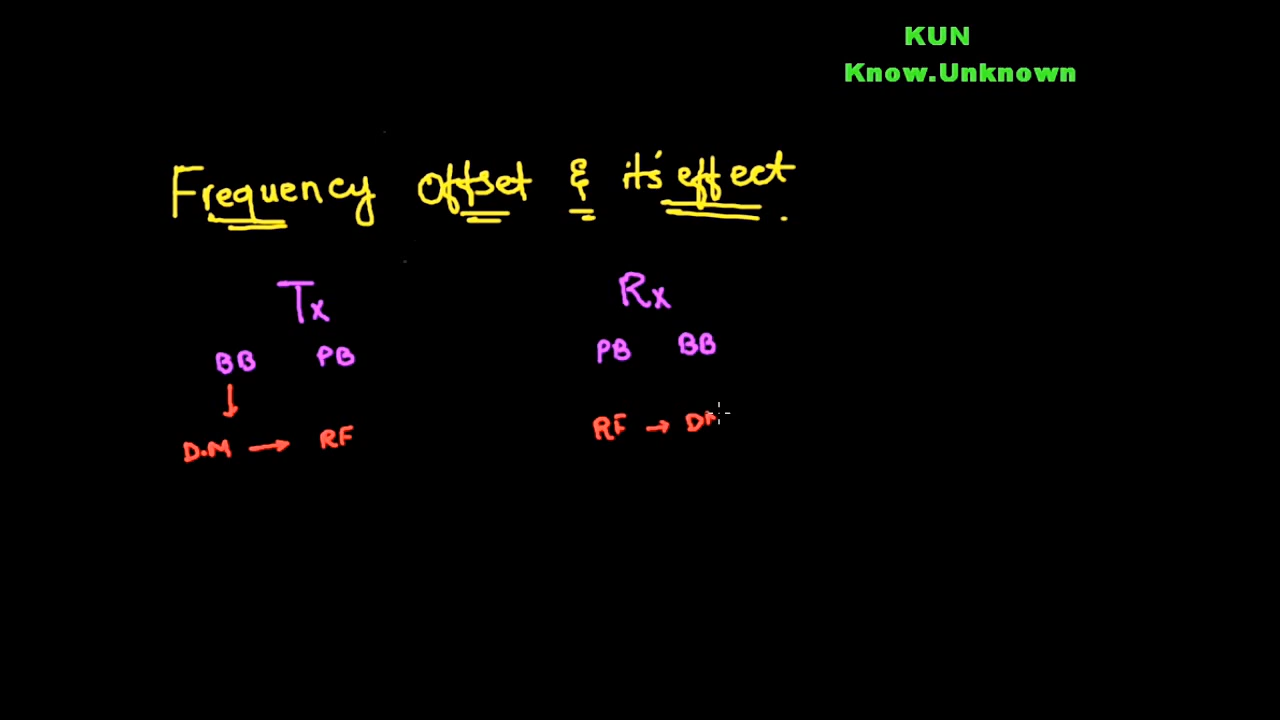 KUN
Know.Unknown
Frequency offset & it's effect.
Tx Rx
BB PB PB BB
D.M → RF RF →